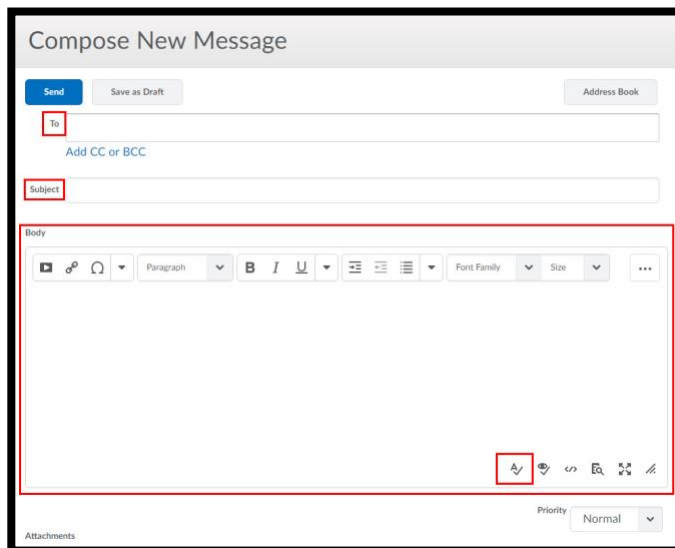 Compose New Message
Send Save as Draft Address Book
To
Add CC or BCC
Subject
Body
Paragraph B I U Font Family Size ...
Priority Normal
Attachments